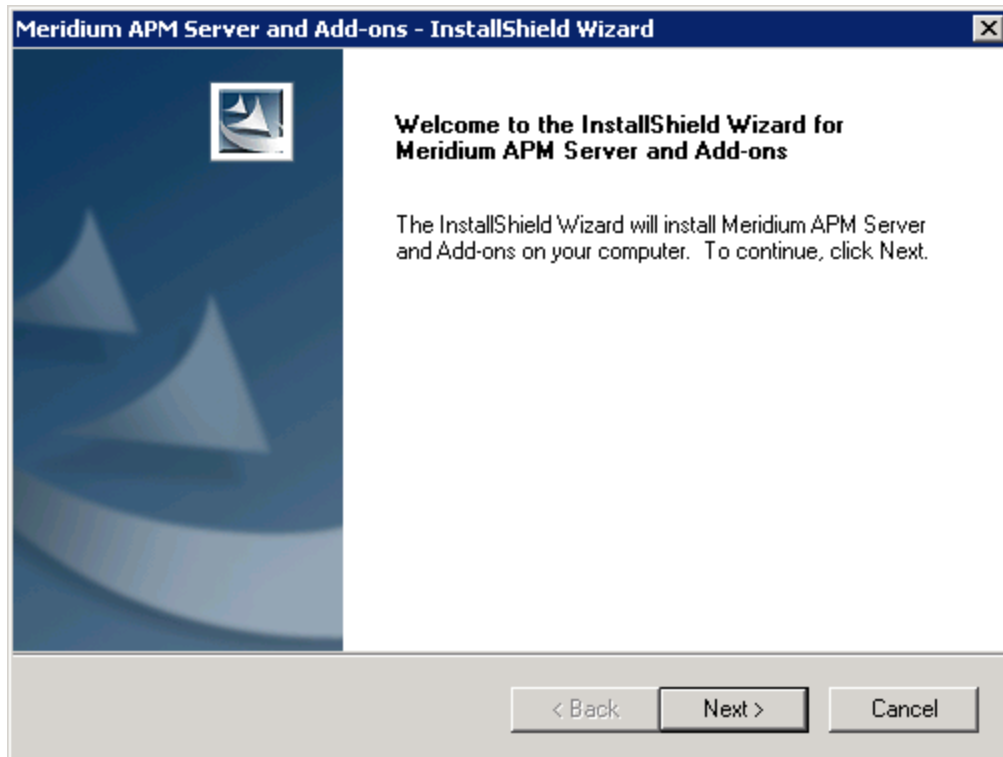 Meridium APM Server and Add-ons - InstallShield Wizard
Welcome to the InstallShield Wizard for
Meridium APM Server and Add-ons
The InstallShield Wizard will install Meridium APM Server
and Add-ons on your computer. To continue, click Next.
< Back
Next >
Cancel